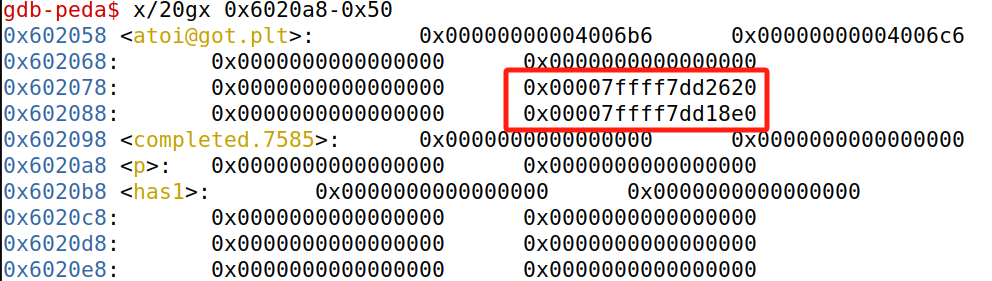 gdb-peda$ x/20gx 0x6020a8-0x50
0x602058 <atoi@got.plt>: 0x00000000004006b6 0x00000000004006c6
0x602068: 0x0000000000000000 0x0000000000000000
0x602078: 0x0000000000000000 0x00007ffff7dd2620
0x602088: 0x0000000000000000 0x00007ffff7dd18e0
0x602098 <completed.7585>: 0x0000000000000000 0x0000000000000000
0x6020a8 <p>: 0x0000000000000000 0x0000000000000000
0x6020b8 <has1>: 0x0000000000000000 0x0000000000000000
0x6020c8: 0x0000000000000000 0x0000000000000000
0x6020d8: 0x0000000000000000 0x0000000000000000
0x6020e8: 0x0000000000000000 0x0000000000000000